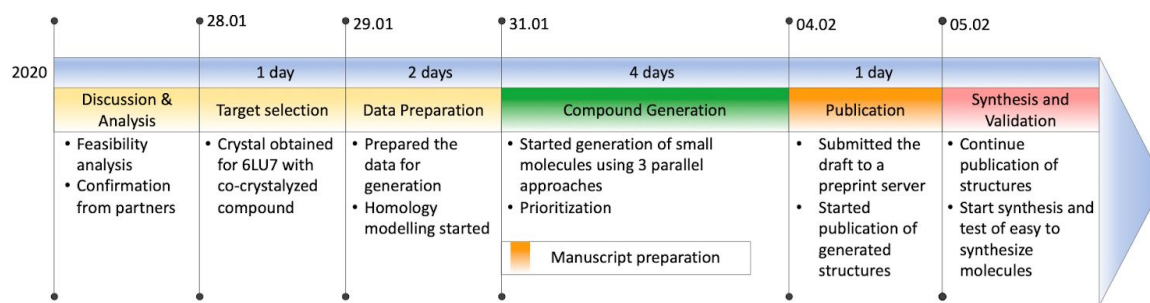 28.01
29.01
31.01
04.02
05.02
2020
1 day
2 days
4 days
1 day
Discussion &
Analysis
Target selection
Data Preparation
Compound Generation
Publication
Synthesis and
Validation
• Feasibility
analysis
• Confirmation
from partners
• Crystal obtained
for 6LU7 with
co-crystalyzed
compound
• Prepared the
data for
generation
• Homology
modelling started
• Started generation of small
molecules using 3 parallel
approaches
• Prioritization
Manuscript preparation
• Submitted the
draft to a
preprint server
• Started
publication of
generated
structures
• Continue
publication of
structures
• Start synthesis and
test of easy to
synthesize
molecules